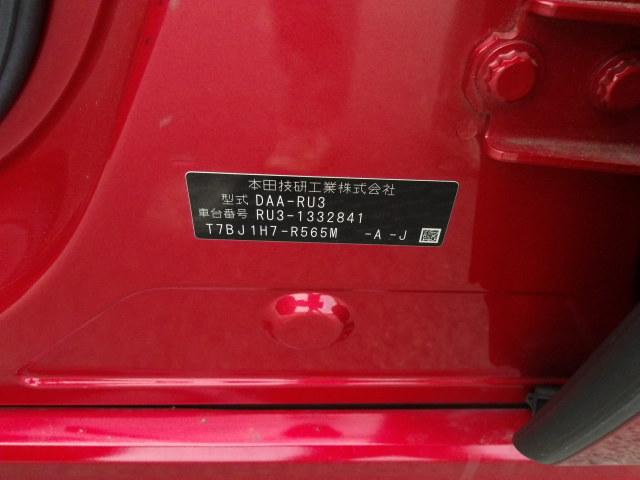 本田技研工業株式会社
型式 DAA-RU3
車台番号 RU3-1332841
T7BJ1H7-R565M -A -J